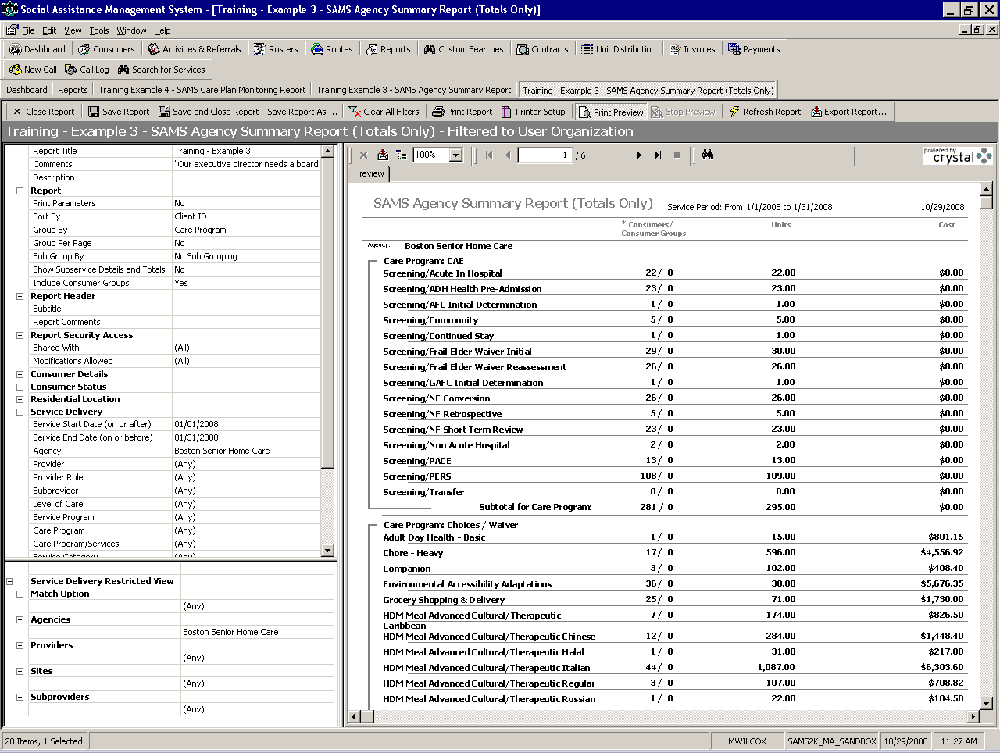 Social Assistance Management System - [Training - Example 3 - SAMS Agency Summary Report (Totals Only)]
File Edit View Tools Window Help
Dashboard Consumers Activities & Referrals Rosters Routes Reports Custom Searches Contracts Unit Distribution Invoices Payments
New Call Call Log Search for Services
Dashboard Reports Training Example 4 - SAMS Care Plan Monitoring Report Training Example 3 - SAMS Agency Summary Report Training - Example 3 - SAMS Agency Summary Report (Totals Only)
Close Report Save Report Save and Close Report Save Report As ... Clear All Filters Print Report Printer Setup Print Preview Stop Preview Refresh Report Export Report...
Training - Example 3 - SAMS Agency Summary Report (Totals Only) - Filtered to User Organization
Report Title Training - Example 3
Comments "Our executive director needs a board
Description
Report
Print Parameters No
Sort By Client ID
Group By Care Program
Group Per Page No
Sub Group By No Sub Grouping
Show Subservice Details and Totals No
Include Consumer Groups Yes
Report Header
Subtitle
Report Comments
Report Security Access
Shared With (All)
Modifications Allowed (All)
Consumer Details
Consumer Status
Residential Location
Service Delivery
Service Start Date (on or after) 01/01/2008
Service End Date (on or before) 01/31/2008
Agency Boston Senior Home Care
Provider (Any)
Provider Role (Any)
Subprovider (Any)
Level of Care (Any)
Service Program (Any)
Care Program (Any)
Care Program/Services (Any)
Service Category (Any)
Service Delivery Restricted View
Match Option
(Any)
Agencies
Boston Senior Home Care
Providers
(Any)
Sites
(Any)
Subproviders
(Any)
100% 1 / 6
powered by
crystal
Preview
SAMS Agency Summary Report (Totals Only) Service Period: From 1/1/2008 to 1/31/2008 10/29/2008
* Consumers/ Units Cost
Consumer Groups
Agency: Boston Senior Home Care
Care Program: CAE
Screening/Acute In Hospital 22 / 0 22.00 $0.00
Screening/ADH Health Pre-Admission 23 / 0 23.00 $0.00
Screening/AFC Initial Determination 1 / 0 1.00 $0.00
Screening/Community 5 / 0 5.00 $0.00
Screening/Continued Stay 1 / 0 1.00 $0.00
Screening/Frail Elder Waiver Initial 29 / 0 30.00 $0.00
Screening/Frail Elder Waiver Reassessment 26 / 0 26.00 $0.00
Screening/GAFC Initial Determination 1 / 0 1.00 $0.00
Screening/NF Conversion 26 / 0 26.00 $0.00
Screening/NF Retrospective 5 / 0 5.00 $0.00
Screening/NF Short Term Review 23 / 0 23.00 $0.00
Screening/Non Acute Hospital 2 / 0 2.00 $0.00
Screening/PACE 13 / 0 13.00 $0.00
Screening/PERS 108 / 0 109.00 $0.00
Screening/Transfer 8 / 0 8.00 $0.00
Subtotal for Care Program: 281 / 0 295.00 $0.00
Care Program: Choices / Waiver
Adult Day Health - Basic 1 / 0 15.00 $801.15
Chore - Heavy 17 / 0 596.00 $4,556.92
Companion 3 / 0 102.00 $408.40
Environmental Accessibility Adaptations 36 / 0 38.00 $5,676.35
Grocery Shopping & Delivery 25 / 0 71.00 $1,730.00
HDM Meal Advanced Cultural/Therapeutic 7 / 0 174.00 $826.50
Caribbean
HDM Meal Advanced Cultural/Therapeutic Chinese 12 / 0 284.00 $1,448.40
HDM Meal Advanced Cultural/Therapeutic Halal 1 / 0 31.00 $217.00
HDM Meal Advanced Cultural/Therapeutic Italian 44 / 0 1,087.00 $6,303.60
HDM Meal Advanced Cultural/Therapeutic Regular 3 / 0 107.00 $708.82
HDM Meal Advanced Cultural/Therapeutic Russian 1 / 0 22.00 $104.50
28 Items, 1 Selected MWILCOX SAMS2K_MA_SANDBOX 10/29/2008 11:27 AM